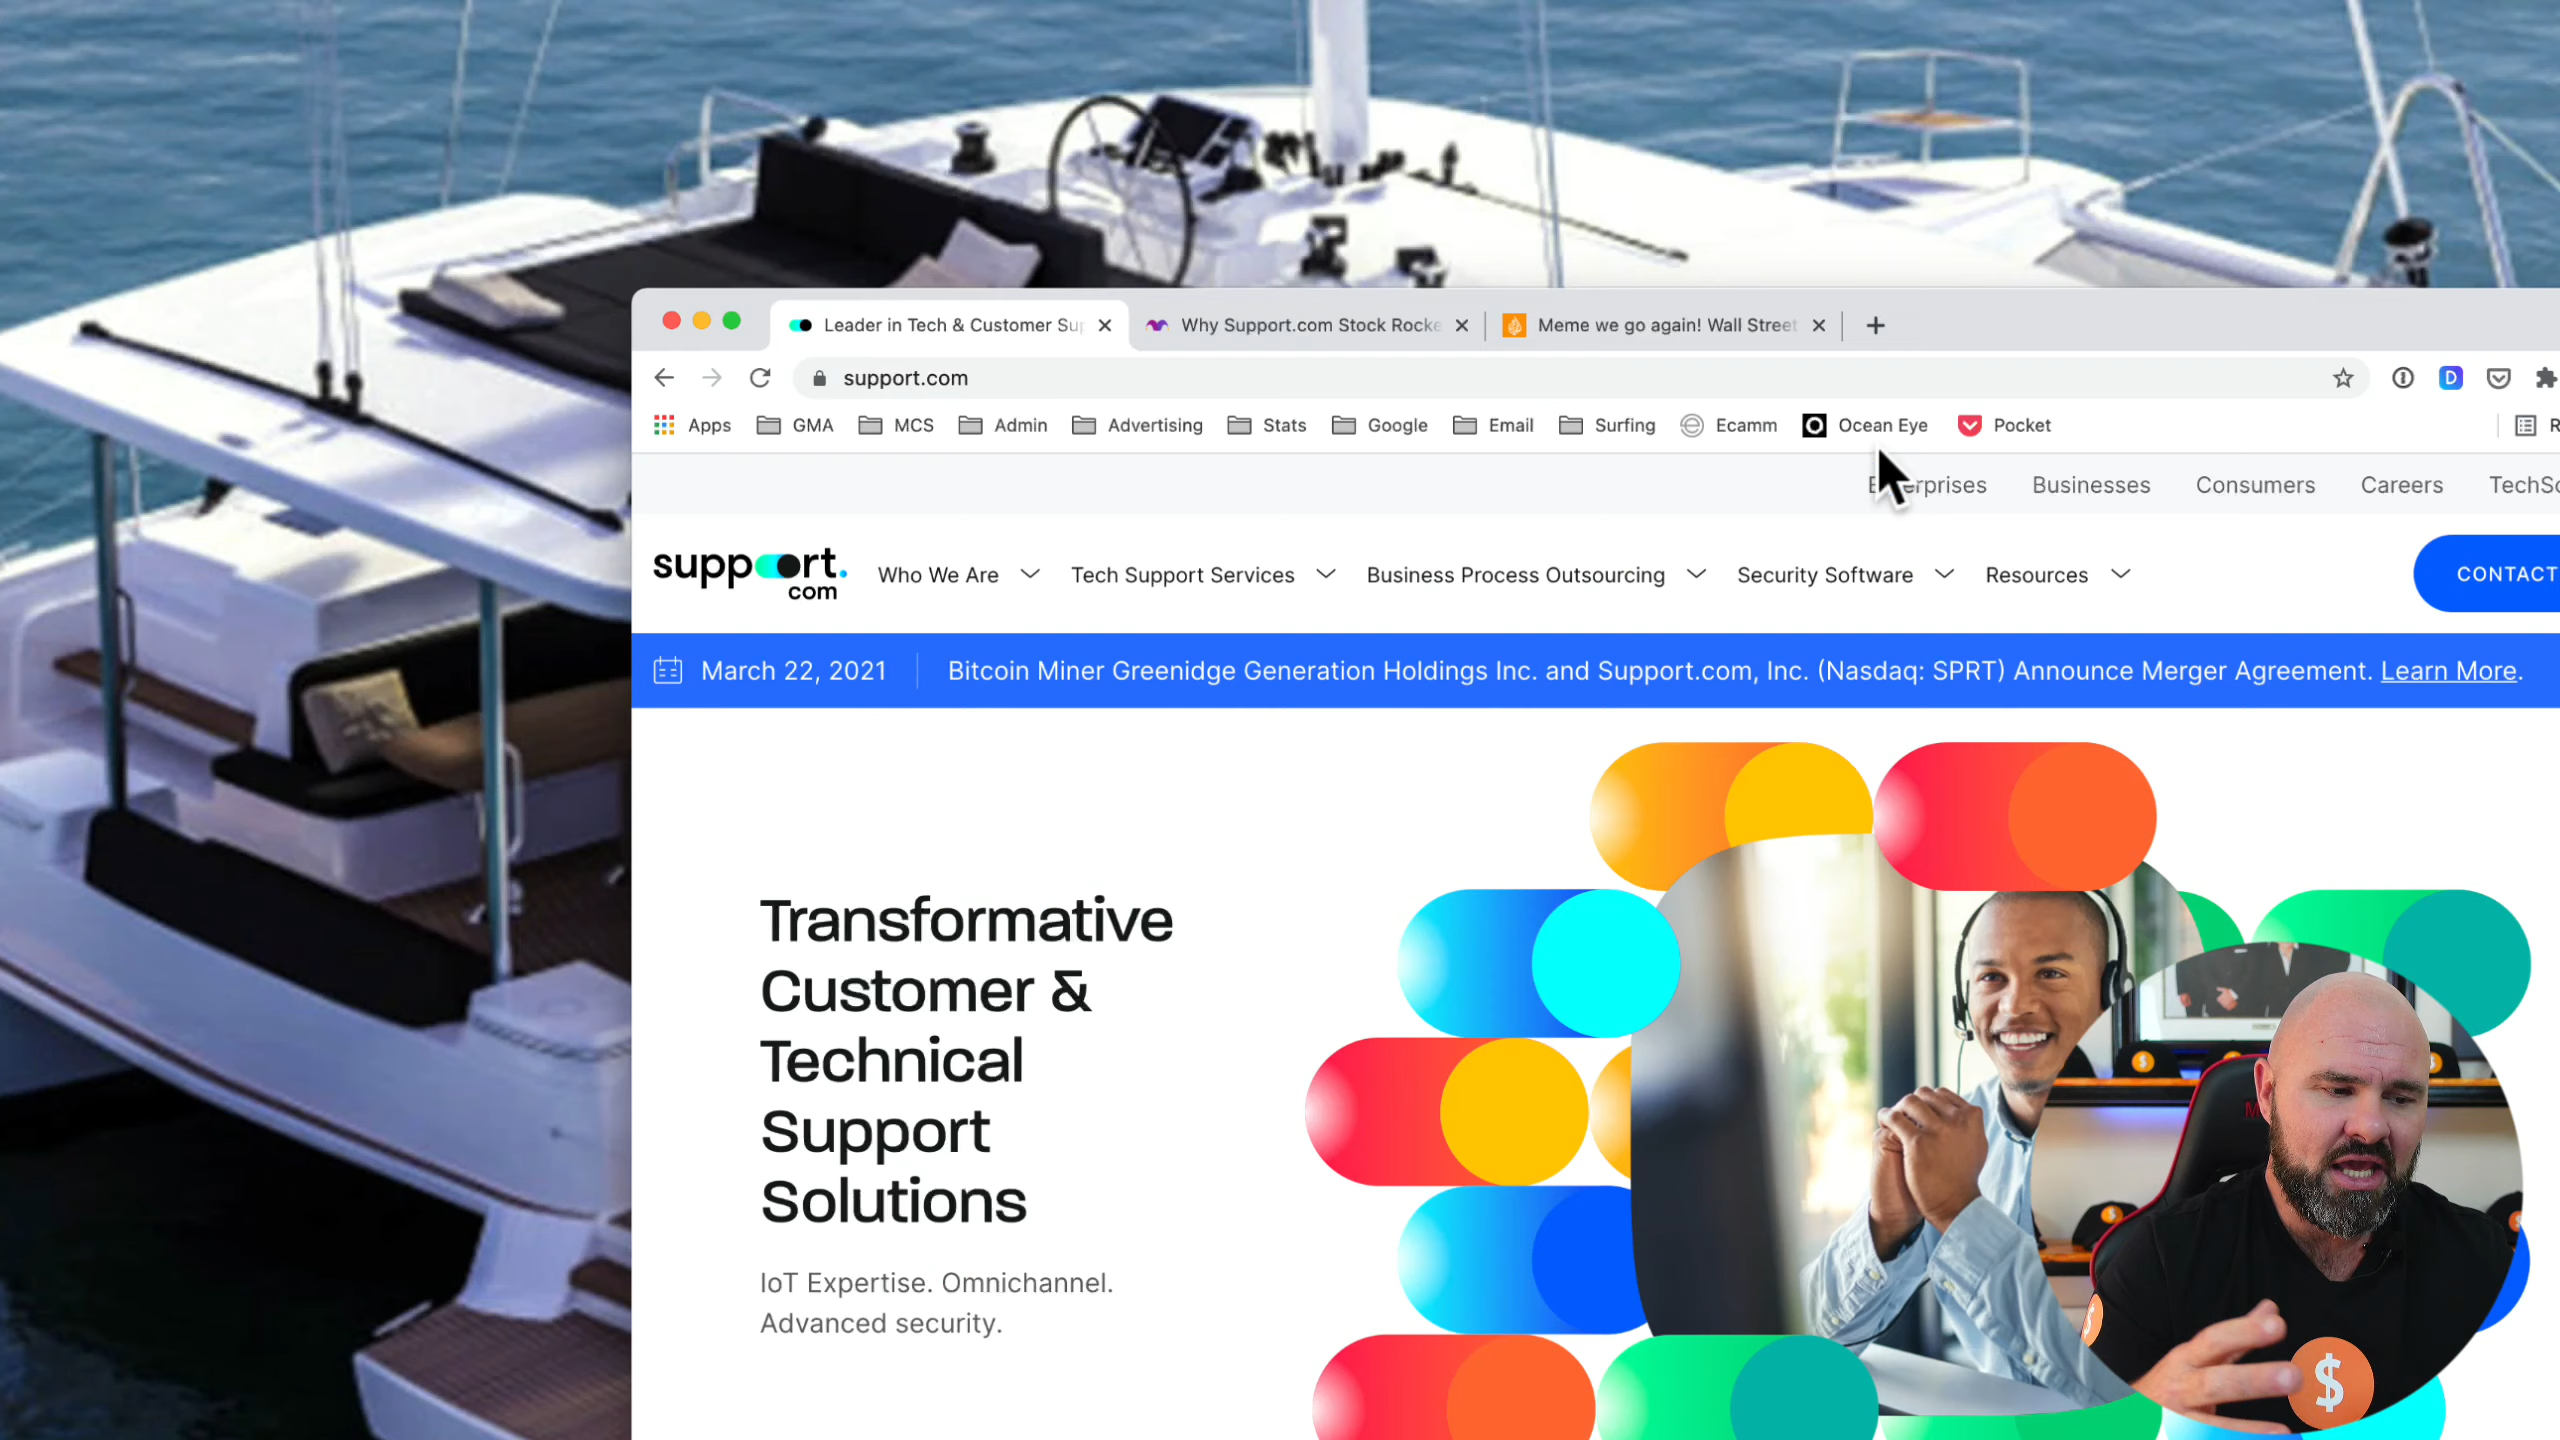 Leader in Tech & Customer Sup
Why Support.com Stock Rocke
Meme we go again! Wall Street
support.com
Apps GMA MCS Admin Advertising Stats Google Email Surfing Ecamm Ocean Eye Pocket R
Enterprises Businesses Consumers Careers TechSo
support.com
Who We Are Tech Support Services Business Process Outsourcing Security Software Resources CONTACT
March 22, 2021 Bitcoin Miner Greenidge Generation Holdings Inc. and Support.com, Inc. (Nasdaq: SPRT) Announce Merger Agreement. Learn More.
Transformative
Customer &
Technical
Support
Solutions
IoT Expertise. Omnichannel.
Advanced security.
$